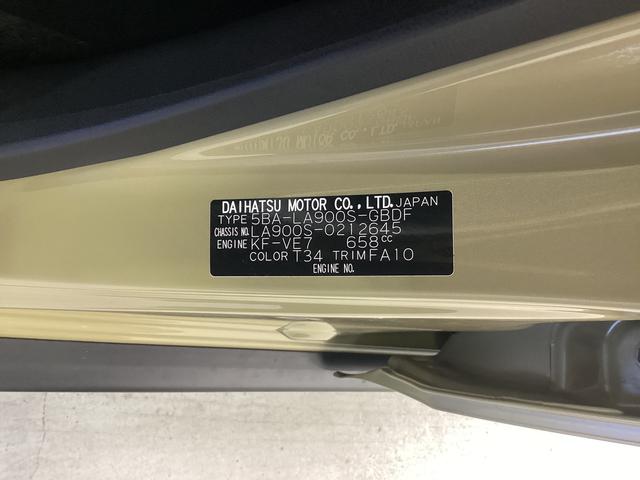 DAIHATSU MOTOR CO., LTD. JAPAN
TYPE 5BA-LA900S-GBDF
CHASSIS NO. LA900S-0212645
ENGINE KF-VE7 658cc
COLOR T34 TRIM FA10
ENGINE NO.